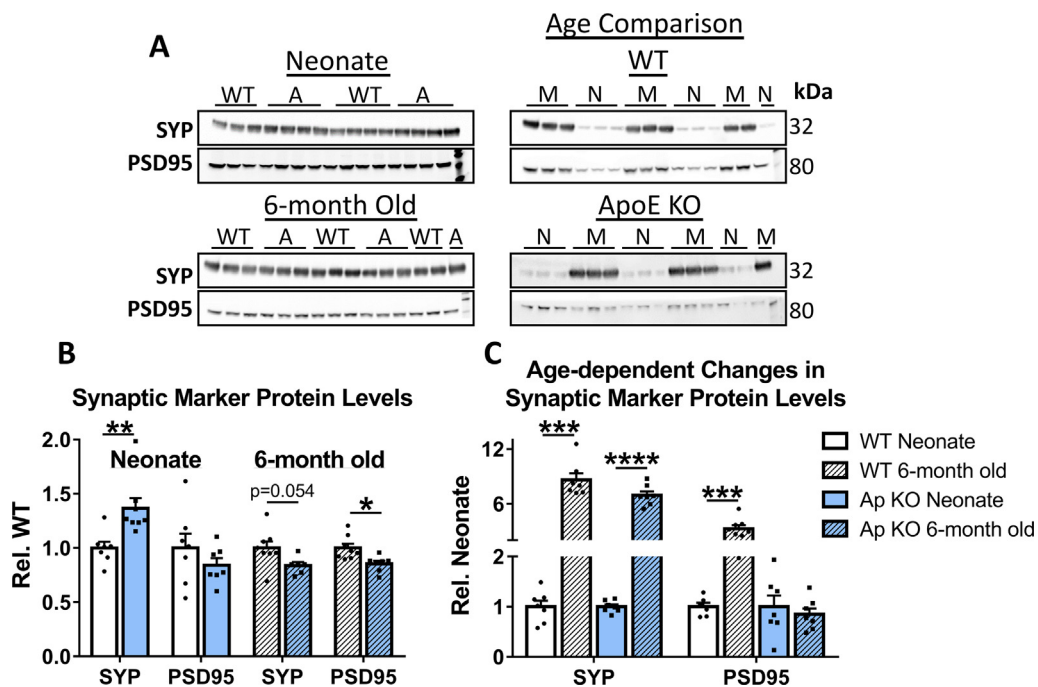 A
Neonate
WT A WT A
SYP
PSD95
Age Comparison
WT
M N M N M N kDa
32
80
6-month Old
WT A WT A WT A
SYP
PSD95
ApoE KO
N M N M N M
32
80
B
Synaptic Marker Protein Levels
Rel. WT
2.0
1.5
1.0
0.5
0.0
**
Neonate
6-month old
p=0.054
*
SYP PSD95 SYP PSD95
C
Age-dependent Changes in
Synaptic Marker Protein Levels
Rel. Neonate
12
6
2
1
0
***
****
***
SYP PSD95
WT Neonate
WT 6-month old
Ap KO Neonate
Ap KO 6-month old